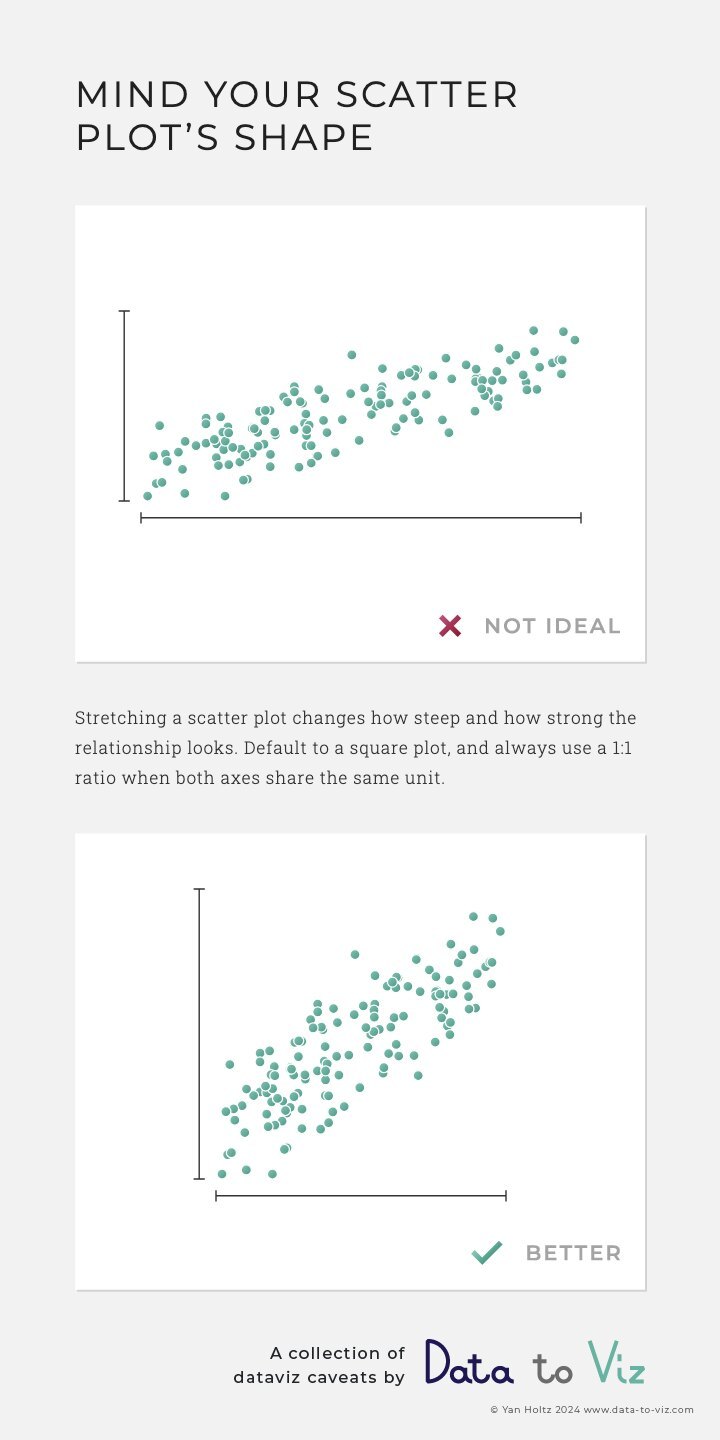 MIND YOUR SCATTER
PLOT’S SHAPE
NOT IDEAL
Stretching a scatter plot changes how steep and how strong the
relationship looks. Default to a square plot, and always use a 1:1
ratio when both axes share the same unit.
BETTER
A collection of
dataviz caveats by
Data to Viz
© Yan Holtz 2024 www.data-to-viz.com